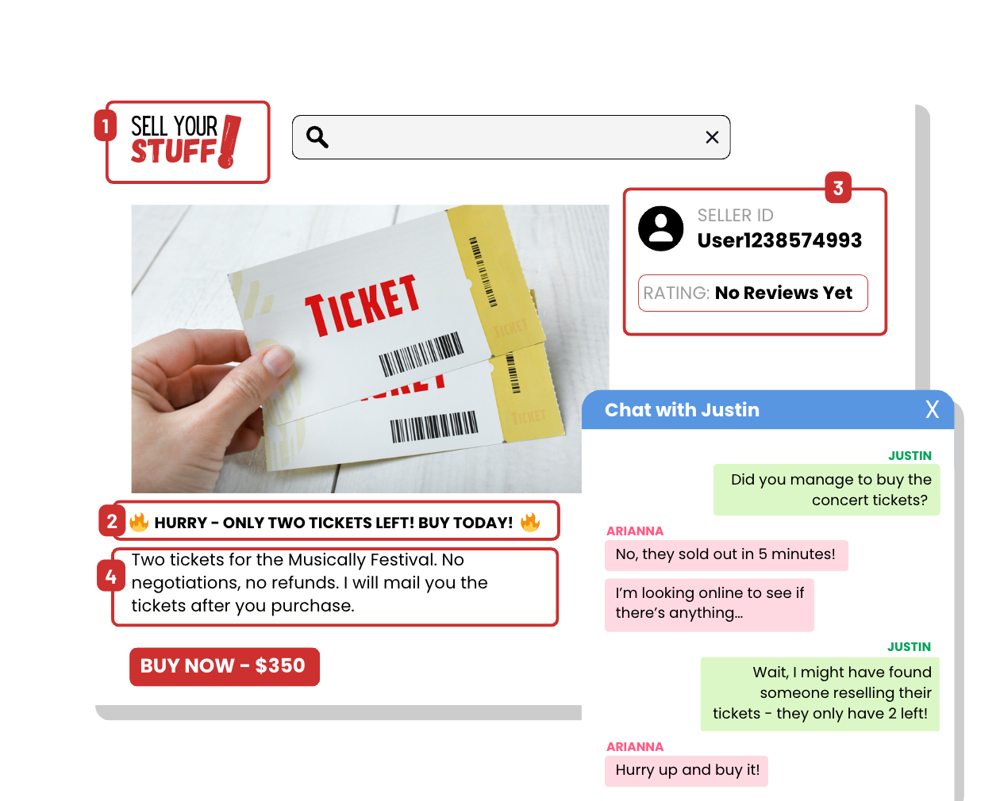 1
SELL YOUR
STUFF!
3
SELLER ID
User1238574993
RATING: No Reviews Yet
TICKET
TICKET
TICKET
2
🔥 HURRY - ONLY TWO TICKETS LEFT! BUY TODAY! 🔥
4
Two tickets for the Musically Festival. No
negotiations, no refunds. I will mail you the
tickets after you purchase.
BUY NOW - $350
Chat with Justin
X
JUSTIN
Did you manage to buy the
concert tickets?
ARIANNA
No, they sold out in 5 minutes!
I'm looking online to see if
there's anything...
JUSTIN
Wait, I might have found
someone reselling their
tickets - they only have 2 left!
ARIANNA
Hurry up and buy it!